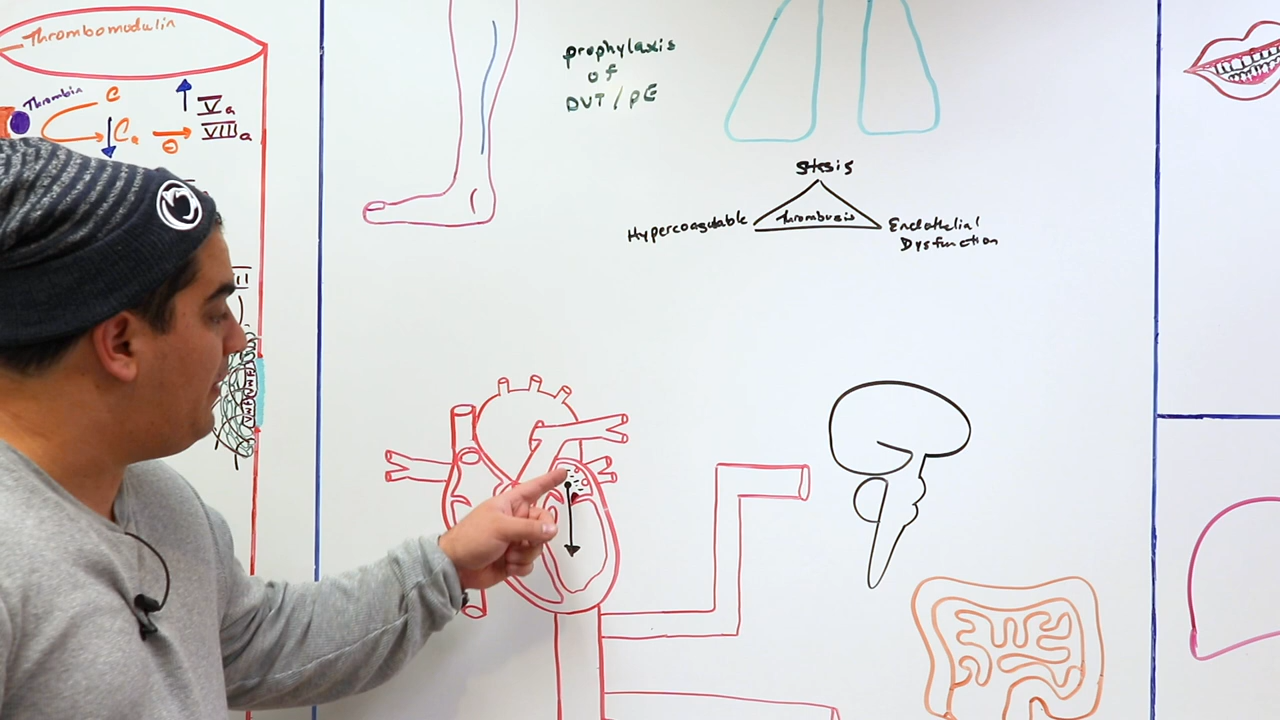 Thrombomodulin
Thrombin
C
Ca
Va
VIIIa
prophylaxis
of
DVT/PE
Stasis
Hypercoagulable
Thrombosis
Endothelial
Dysfunction